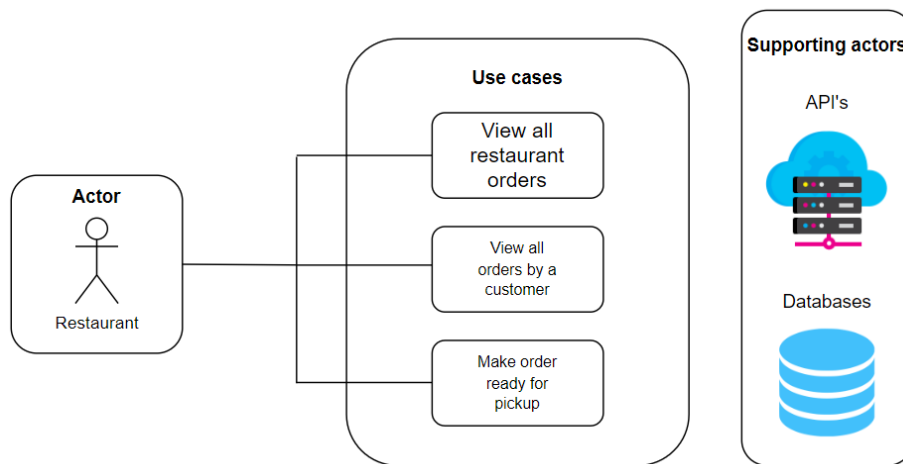 Actor
Restaurant
Use cases
View all
restaurant
orders
View all
orders by a
customer
Make order
ready for
pickup
Supporting actors
API's
Databases